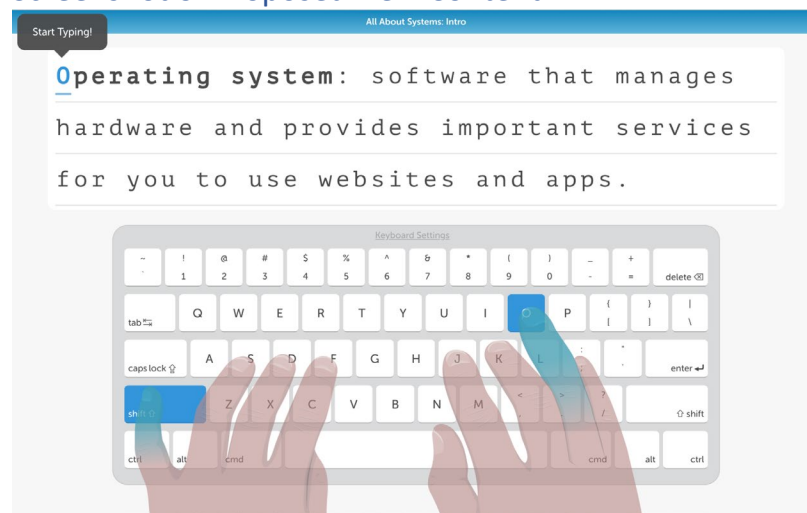 All About Systems: Intro
Start Typing!
Operating system: software that manages
hardware and provides important services
for you to use websites and apps.
Keyboard Settings
~ ! @ # $ % ^ & * ( ) _ +
` 1 2 3 4 5 6 7 8 9 0 - = delete
tab Q W E R T Y U I O P { } |
[ ] \
caps lock A S D F G H J K L : "
; ' enter
shift Z X C V B N M < > ?
/ shift
ctrl alt cmd cmd alt ctrl